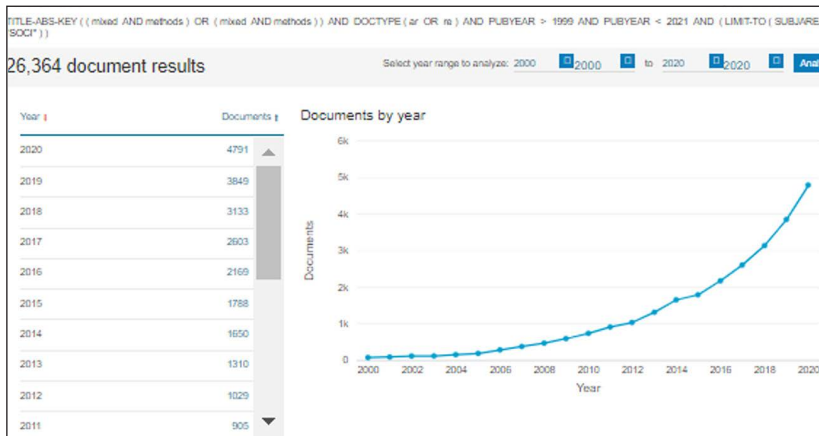 TITLE-ABS-KEY ( ( mixed AND methods ) OR ( mixed AND methods ) ) AND DOCTYPE ( ar OR re ) AND PUBYEAR > 1999 AND PUBYEAR < 2021 AND ( LIMIT-TO ( SUBJARE
"SOCI" ) )
26,364 document results
Select year range to analyze: 2000 2000 to 2020 2020 Anal
Year Documents
2020 4791
2019 3849
2018 3133
2017 2603
2016 2169
2015 1788
2014 1650
2013 1310
2012 1029
2011 905
Documents by year
6k
5k
4k
3k
2k
1k
0
Documents
2000 2002 2004 2006 2008 2010 2012 2014 2016 2018 2020
Year